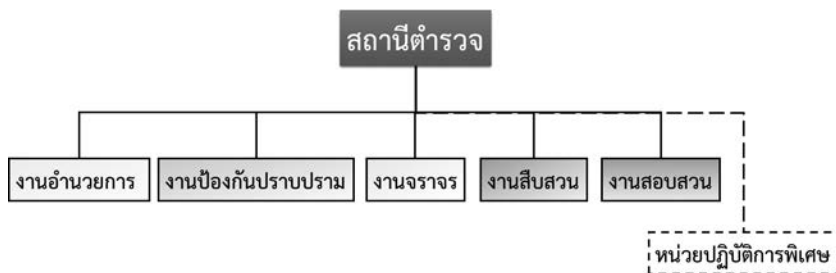 สถานีตำรวจ
งานอำนวยการ
งานป้องกันปราบปราม
งานจราจร
งานสืบสวน
งานสอบสวน
หน่วยปฏิบัติการพิเศษ